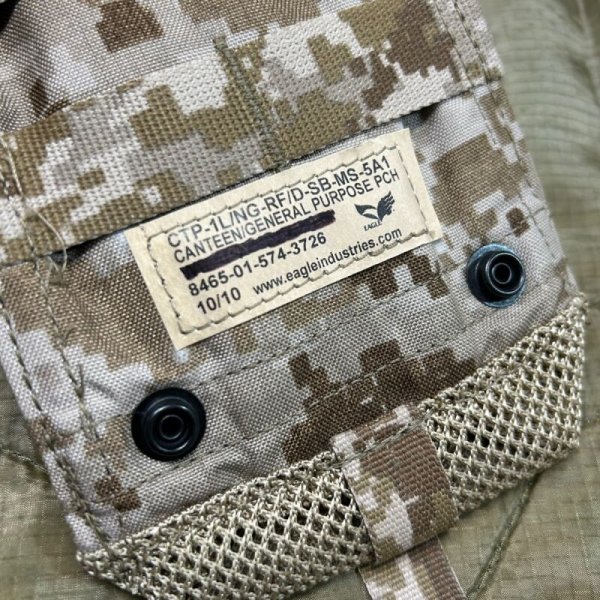 CTP-1L/NG-RF/D-SB-MS-5A1
CANTEEN/GENERAL PURPOSE PCH
8465-01-574-3726
10/10 www.eagleindustries.com
EAGLE